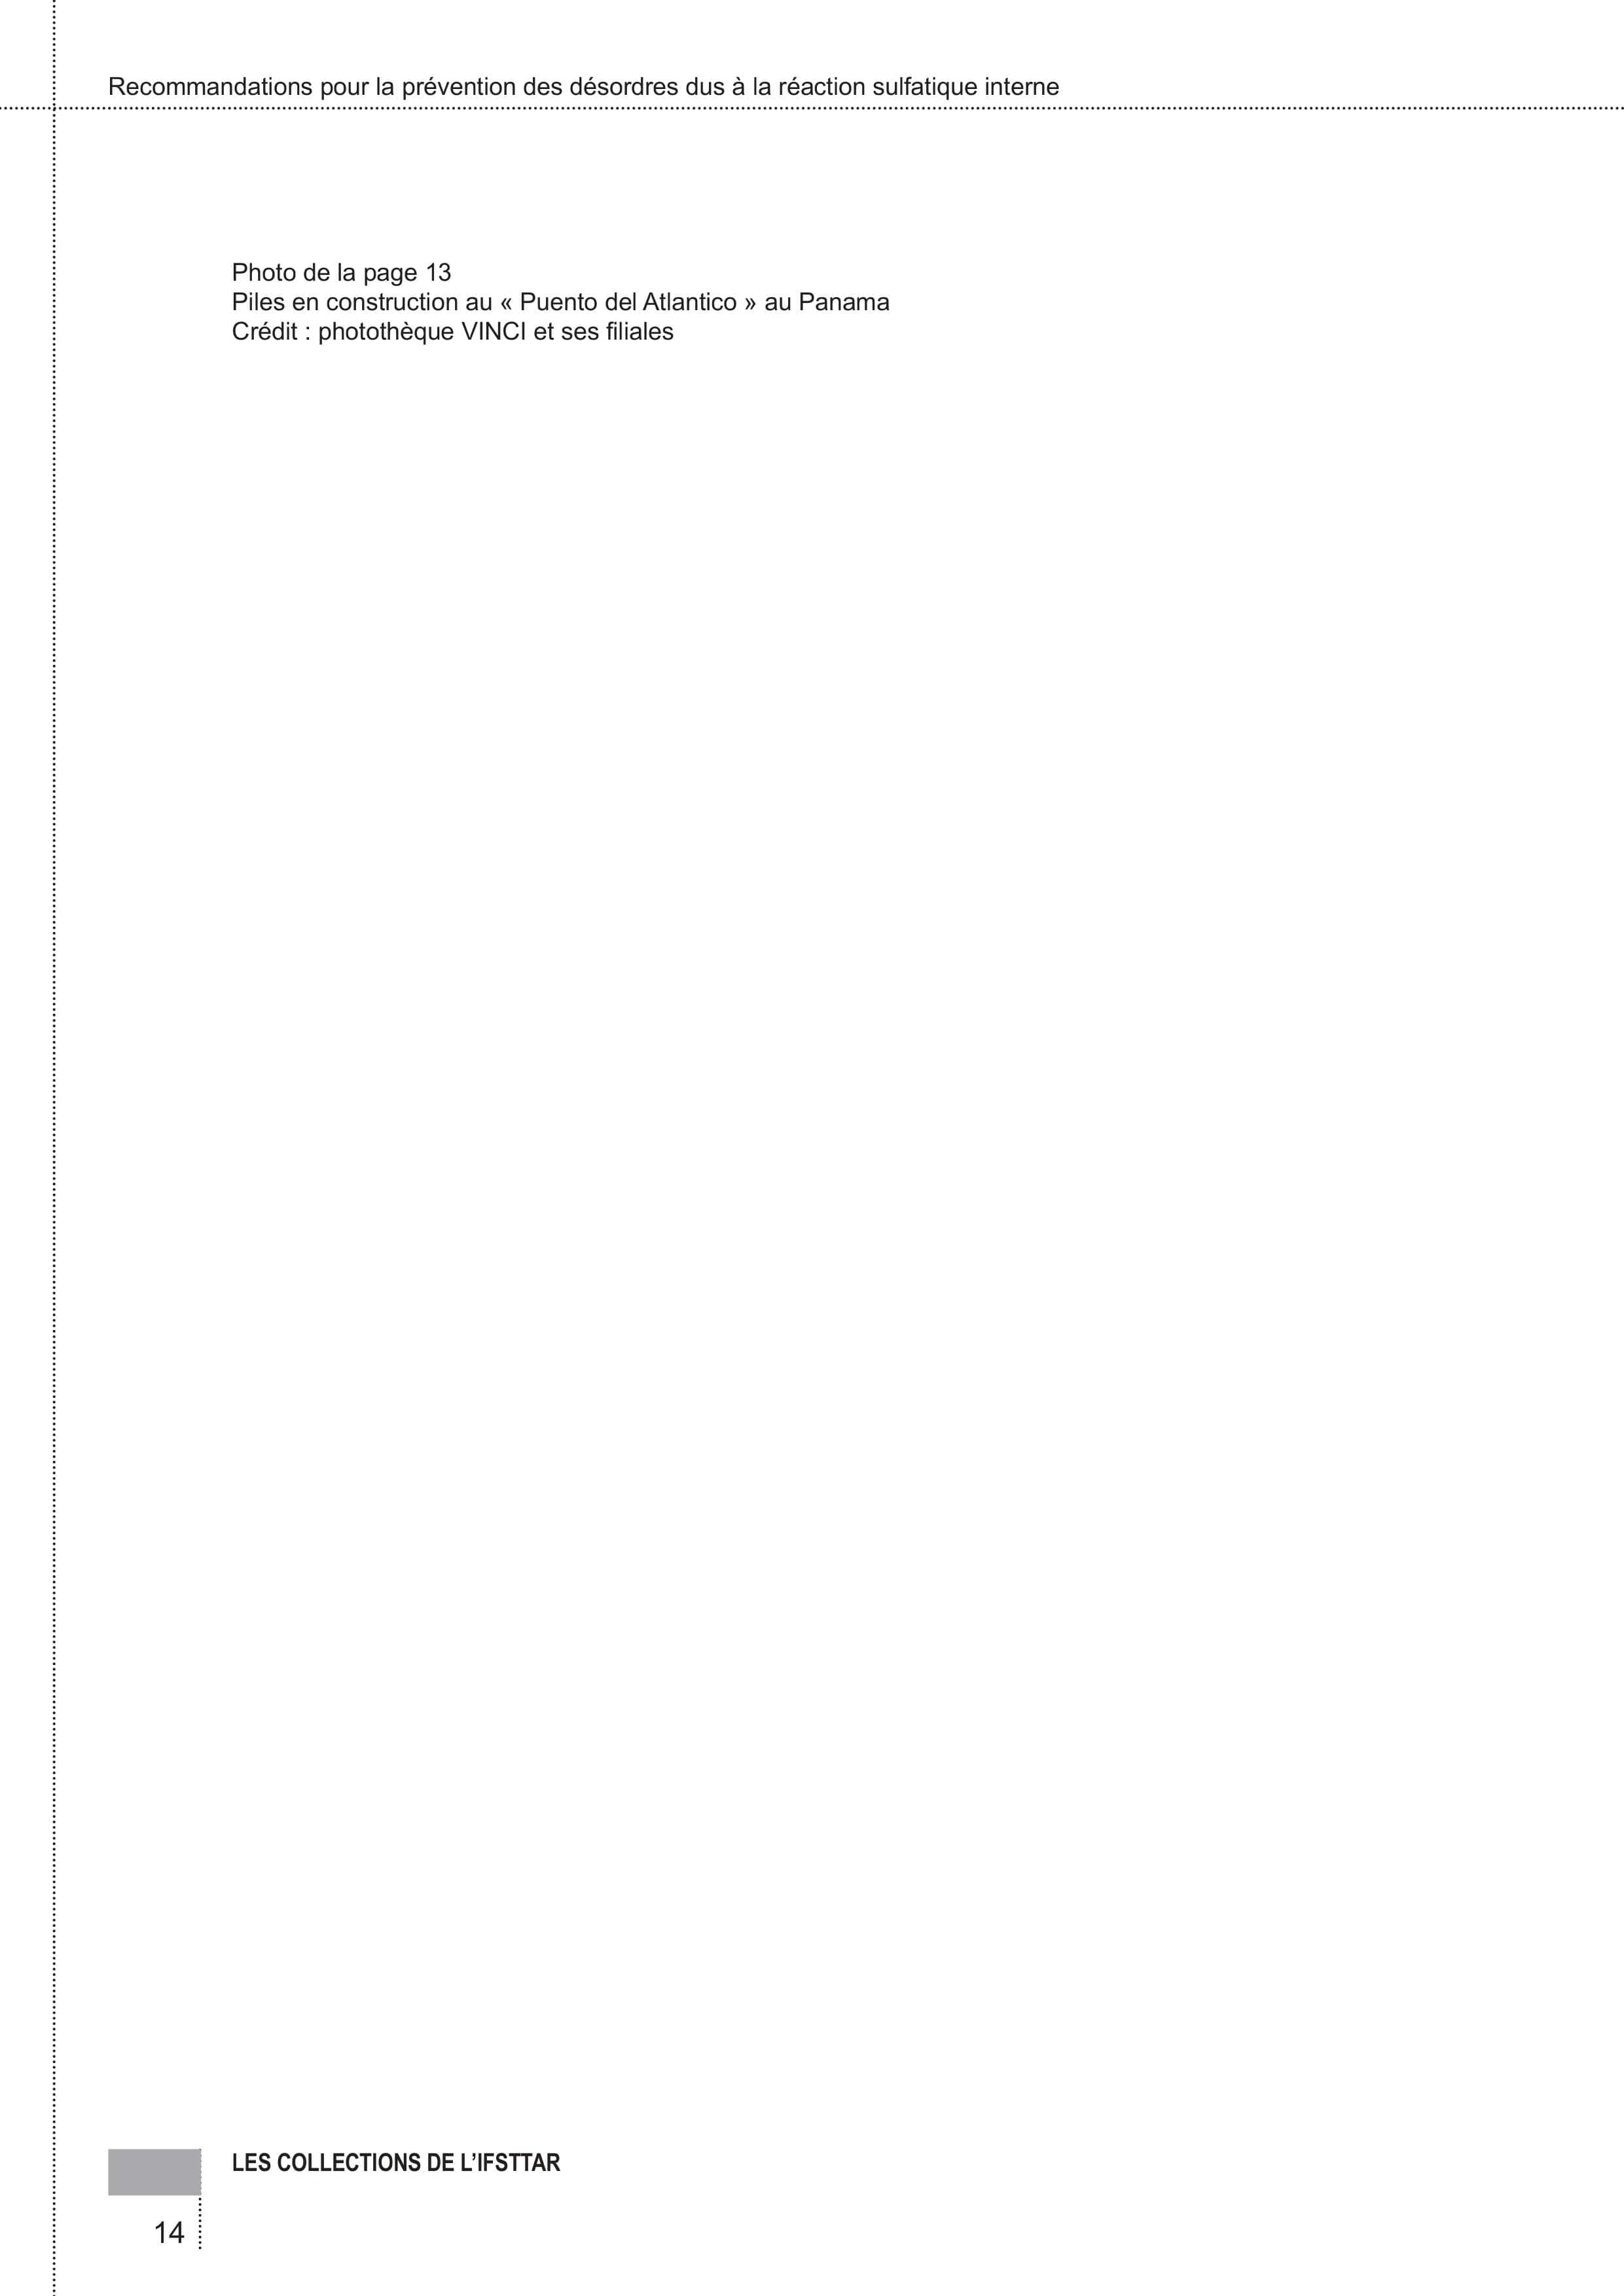 Recommandations pour la prévention des désordres dus à la réaction sulfatique interne
Photo de la page 13
Piles en construction au « Puento del Atlantico » au Panama
Crédit : photothèque VINCI et ses filiales
LES COLLECTIONS DE L’IFSTTAR
14